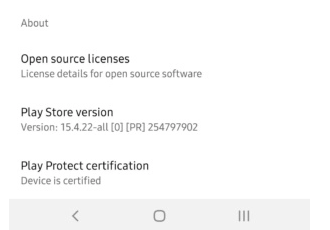 About
Open source licenses
License details for open source software
Play Store version
Version: 15.4.22-all [0] [PR] 254797902
Play Protect certification
Device is certified